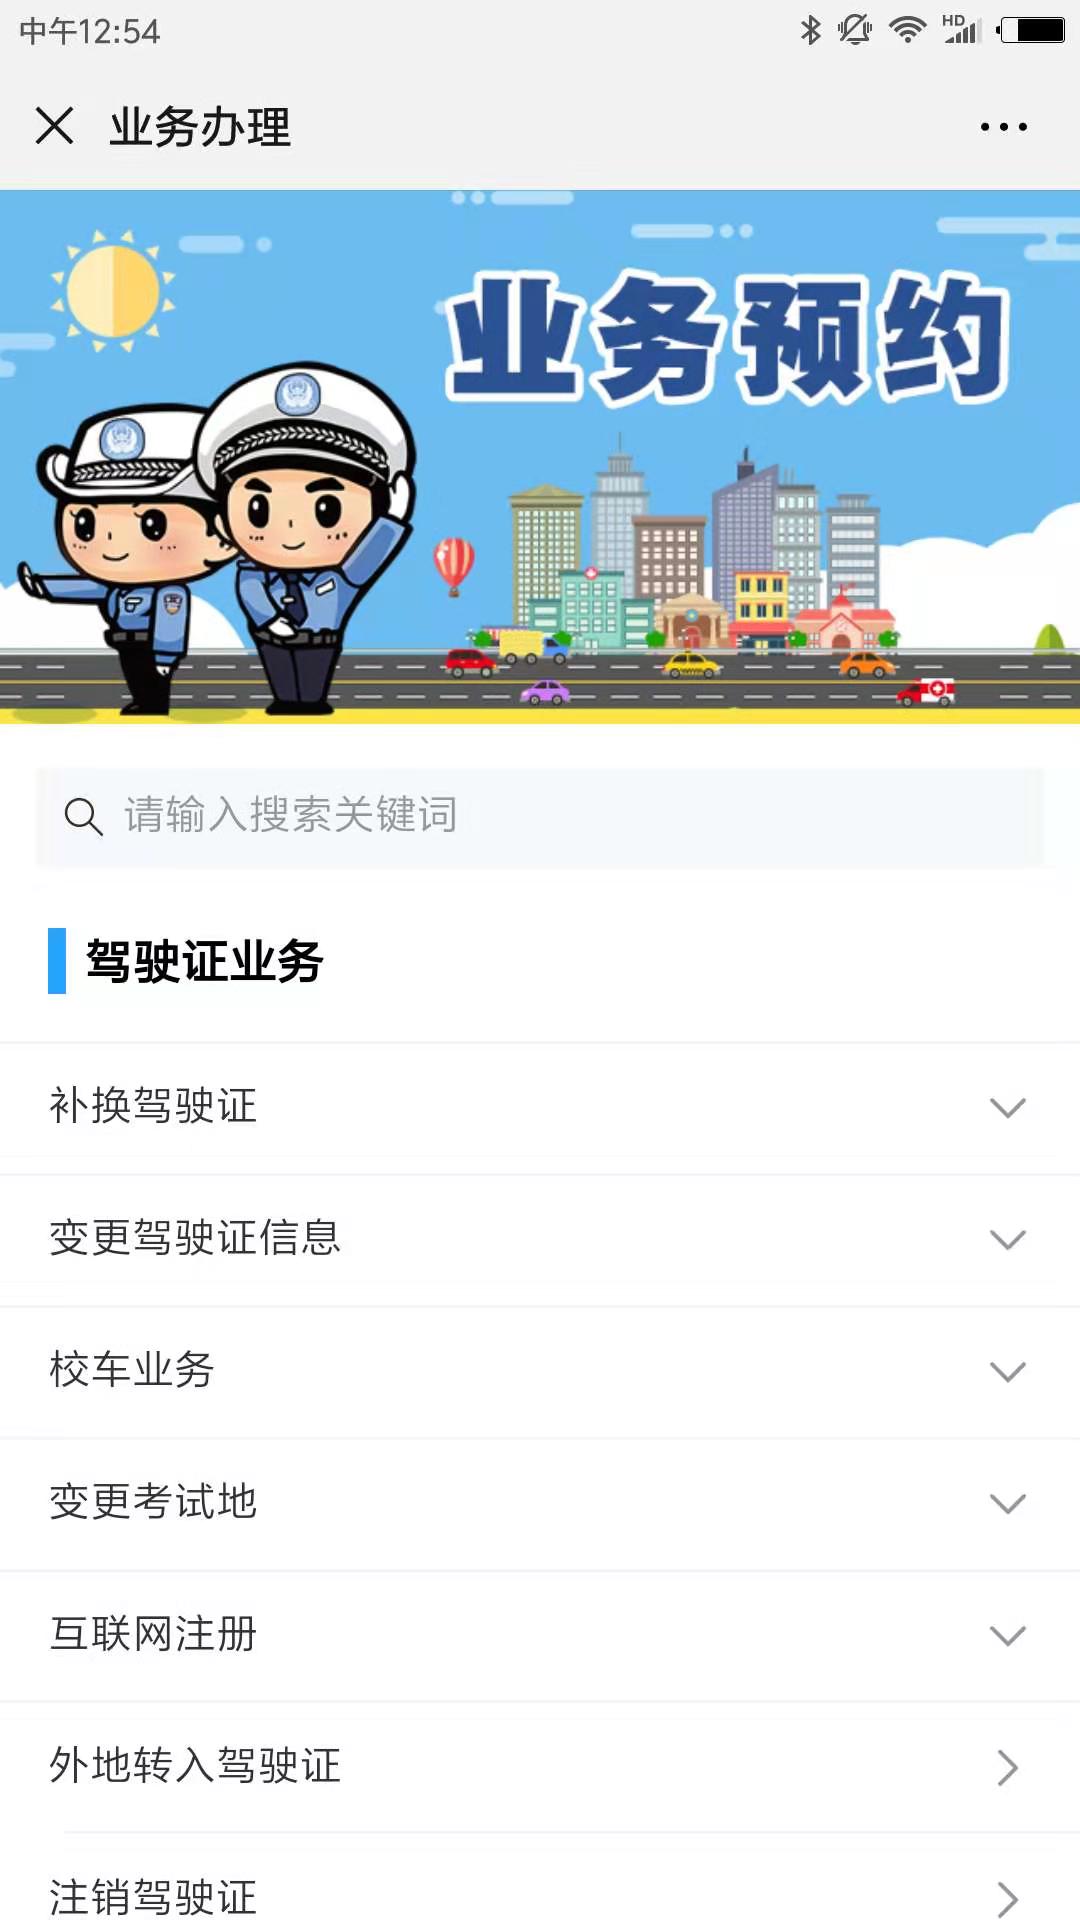 中午12:54
HD
业务办理
业务预约
请输入搜索关键词
驾驶证业务
补换驾驶证
变更驾驶证信息
校车业务
变更考试地
互联网注册
外地转入驾驶证
注销驾驶证